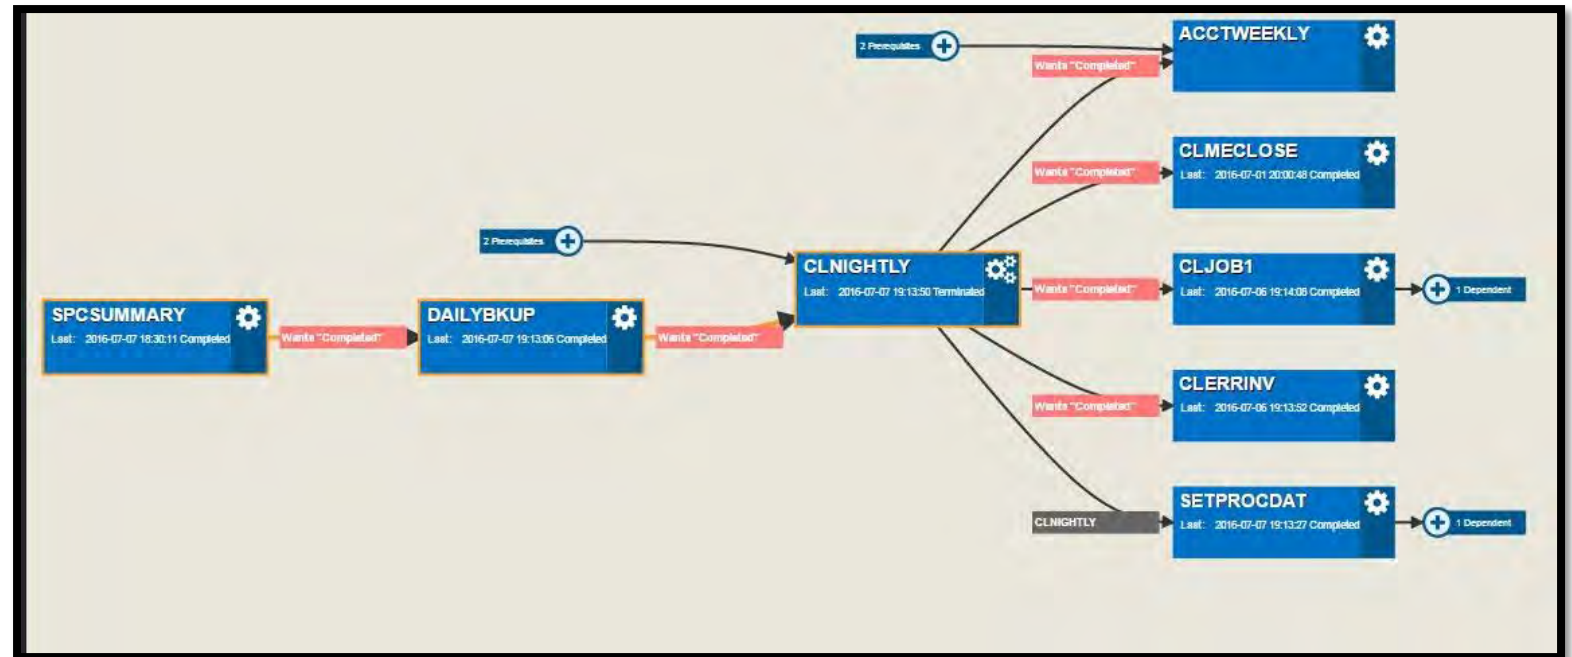 2 Prerequisites
ACCTWEEKLY
Wants "Completed"
CLMECLOSE
Wants "Completed"
Last: 2016-07-01 20:00:48 Completed
2 Prerequisites
CLNIGHTLY
Last: 2016-07-07 19:13:50 Terminated
Wants "Completed"
CLJOB1
Last: 2016-07-06 19:14:08 Completed
1 Dependent
SPCSUMMARY
Last: 2016-07-07 18:30:11 Completed
Wants "Completed"
DAILYBKUP
Last: 2016-07-07 19:13:06 Completed
Wants "Completed"
CLERRINV
Wants "Completed"
Last: 2016-07-06 19:13:52 Completed
SETPROCDAT
CLNIGHTLY
Last: 2016-07-07 19:13:27 Completed
1 Dependent